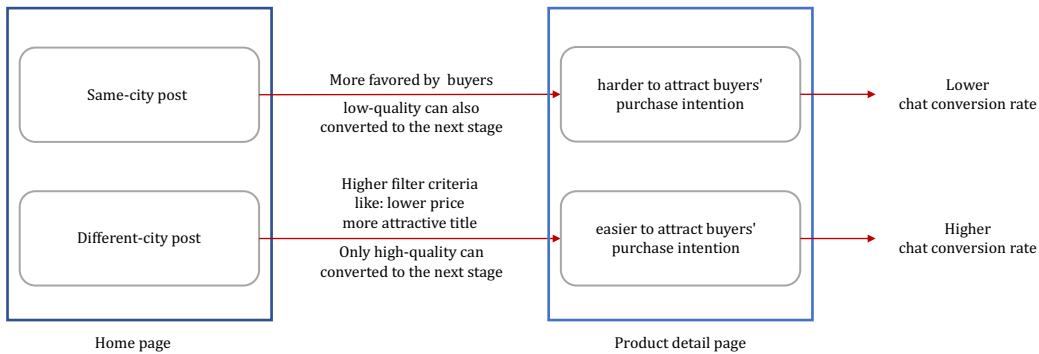 Same-city post
More favored by buyers
low-quality can also
converted to the next stage
harder to attract buyers'
purchase intention
Lower
chat conversion rate
Different-city post
Higher filter criteria
like: lower price
more attractive title
Only high-quality can
converted to the next stage
easier to attract buyers'
purchase intention
Higher
chat conversion rate
Home page
Product detail page